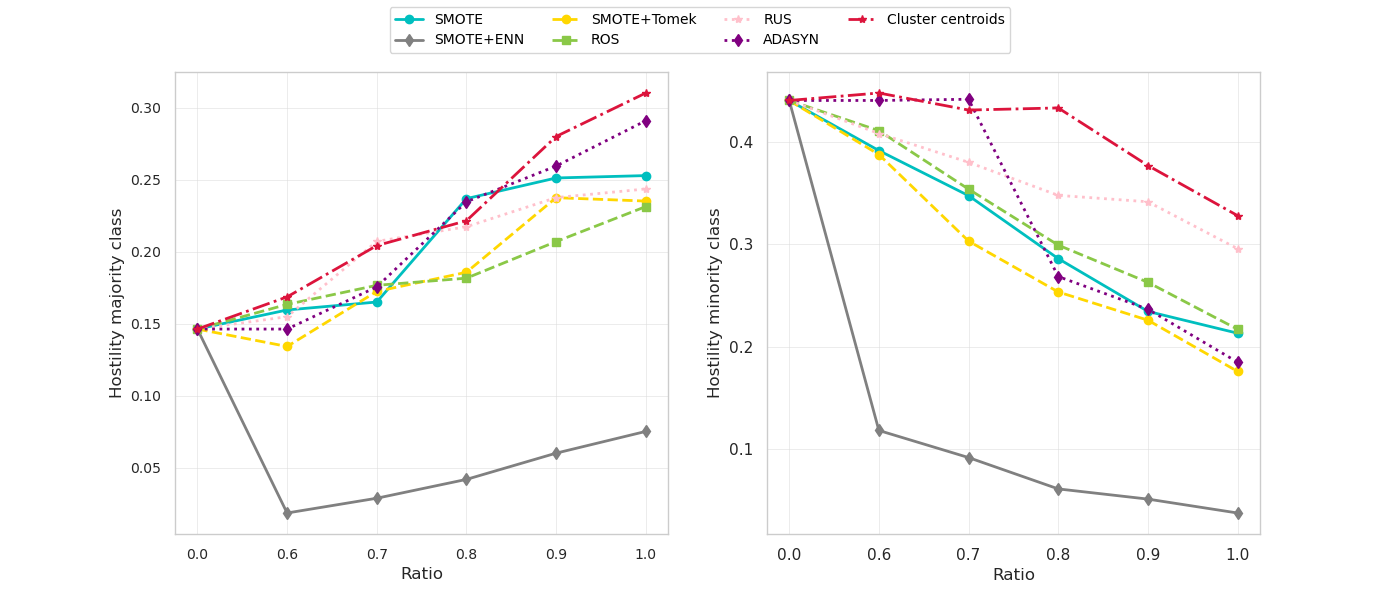 SMOTE
SMOTE+ENN
SMOTE+Tomek
ROS
RUS
ADASYN
Cluster centroids
Hostility majority class
0.30
0.25
0.20
0.15
0.10
0.05
0.0 0.6 0.7 0.8 0.9 1.0
Ratio
Hostility minority class
0.4
0.3
0.2
0.1
0.0 0.6 0.7 0.8 0.9 1.0
Ratio